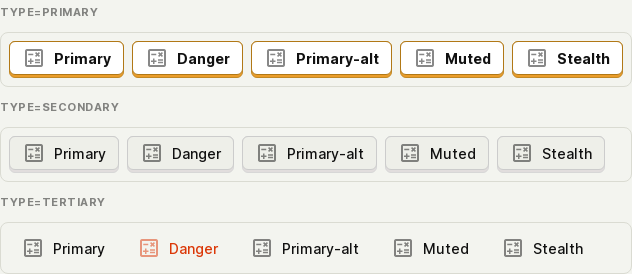 TYPE=PRIMARY
Primary Danger Primary-alt Muted Stealth
TYPE=SECONDARY
Primary Danger Primary-alt Muted Stealth
TYPE=TERTIARY
Primary Danger Primary-alt Muted Stealth